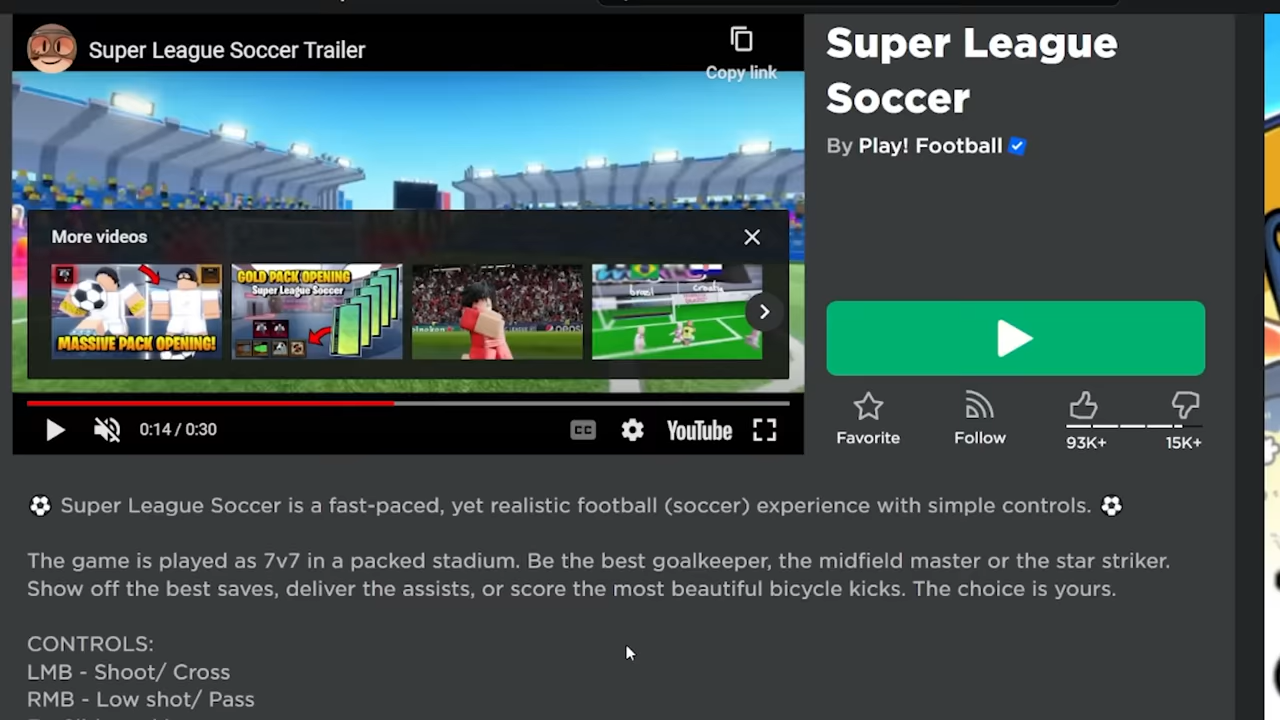 Super League Soccer Trailer
Copy link
More videos
MASSIVE PACK OPENING!
GOLD PACK OPENING
Super League Soccer
brazil
croatia
0:14 / 0:30
CC
YouTube
Super League
Soccer
By Play! Football
Favorite
Follow
93K+
15K+
Super League Soccer is a fast-paced, yet realistic football (soccer) experience with simple controls.
The game is played as 7v7 in a packed stadium. Be the best goalkeeper, the midfield master or the star striker.
Show off the best saves, deliver the assists, or score the most beautiful bicycle kicks. The choice is yours.
CONTROLS:
LMB - Shoot/ Cross
RMB - Low shot/ Pass